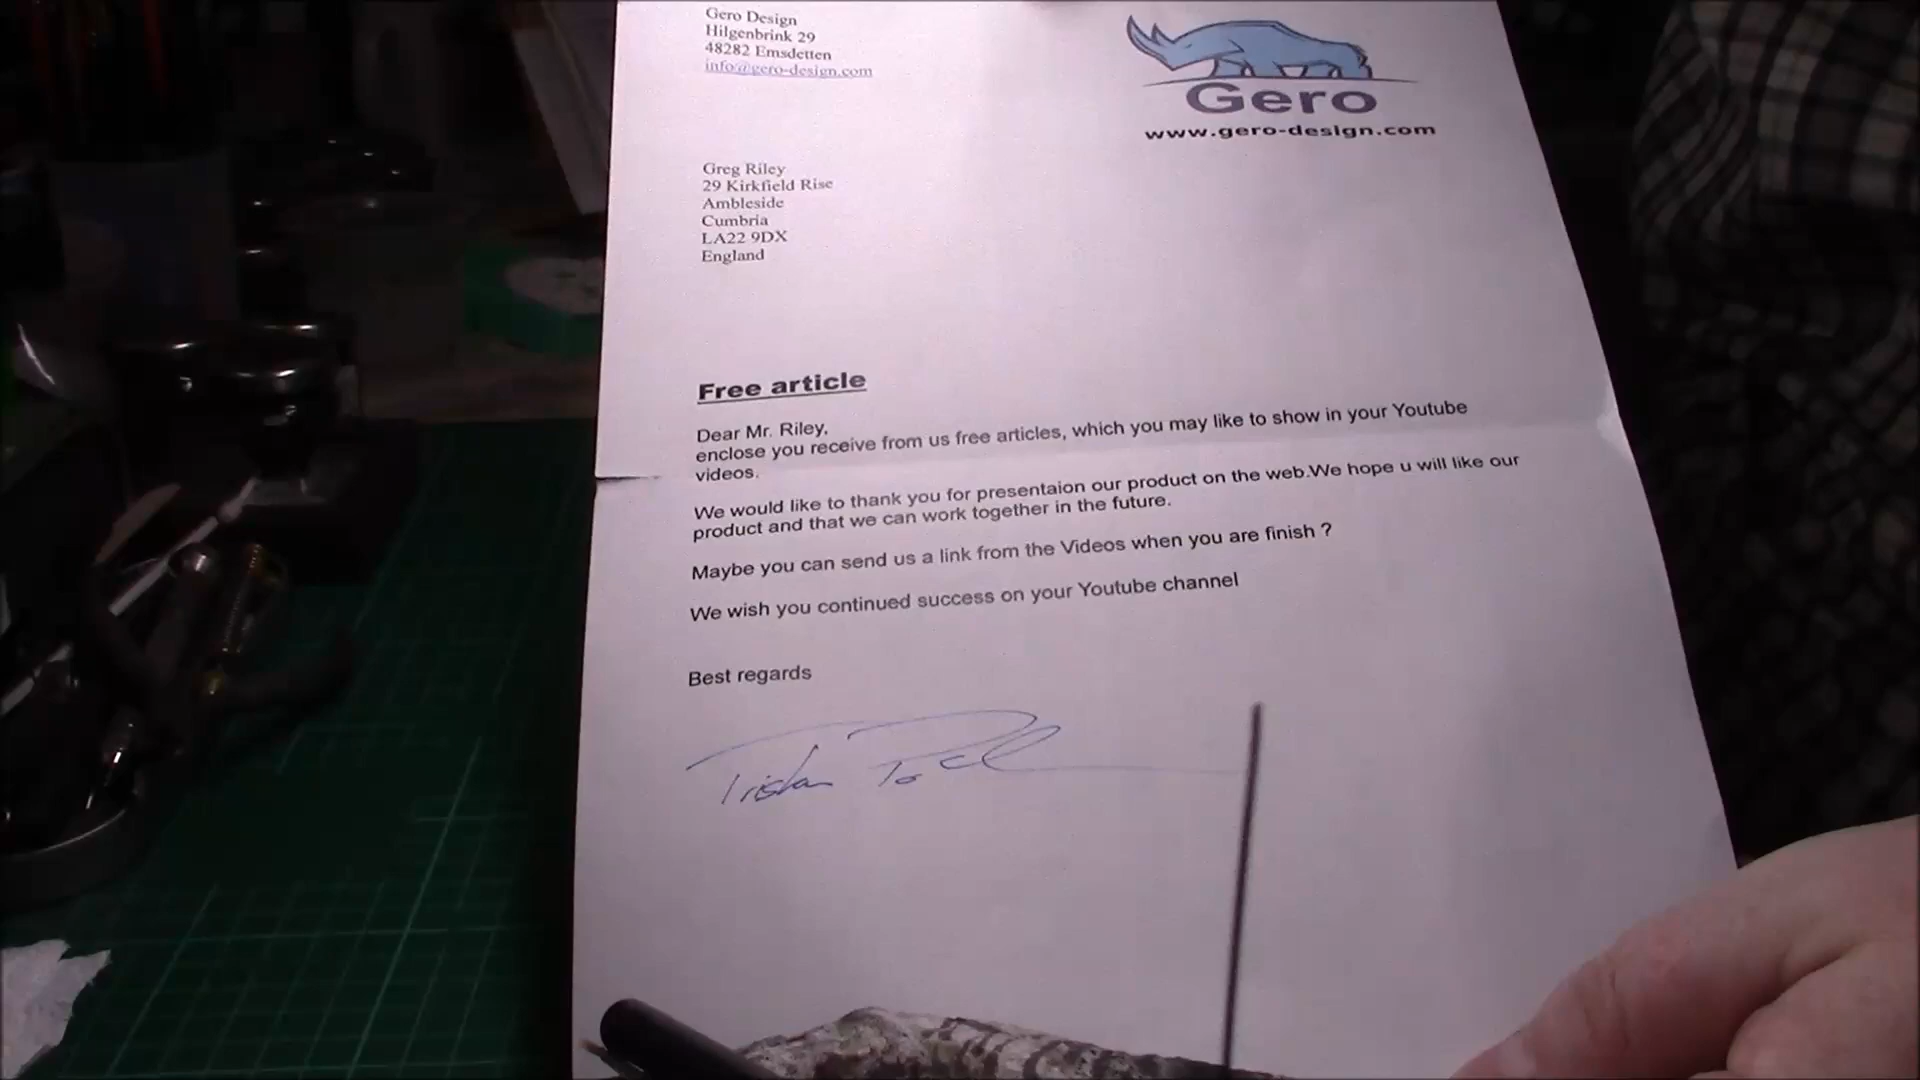 Gero Design
Hilgenbrink 29
48282 Emsdetten
info@gero-design.com
Gero
www.gero-design.com
Greg Riley
29 Kirkfield Rise
Ambleside
Cumbria
LA22 9DX
England
Free article
Dear Mr. Riley,
enclose you receive from us free articles, which you may like to show in your Youtube
videos.
We would like to thank you for presentaion our product on the web.We hope u will like our
product and that we can work together in the future.
Maybe you can send us a link from the Videos when you are finish ?
We wish you continued success on your Youtube channel
Best regards
Tristan